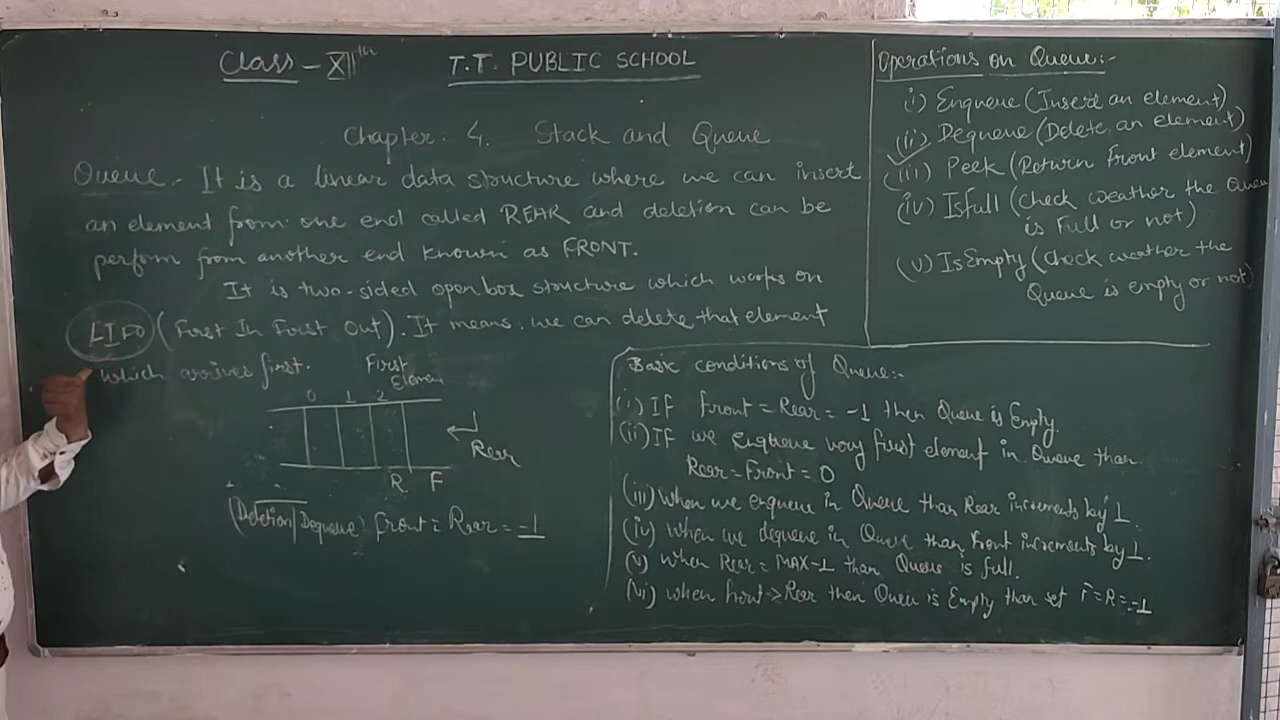 Class - XIIth
T.T. PUBLIC SCHOOL
Chapter. 4. Stack and Queue
Queue - It is a linear data structure where we can insert
an element from one end called REAR and deletion can be
perform from another end known as FRONT.
It is two-sided open box structure which works on
(First In First Out). It means, we can delete that element
which arrives first.
First
Element
0 1 2
Rear
R F
(Deletion/Dequeue) Front = Rear = -1
Operations on Queue:-
(i) Enqueue (Insert an element)
(ii) Dequeue (Delete an element)
(iii) Peek (Return Front element)
(iv) Isfull (check weather the Queue
is Full or not)
(v) IsEmpty (check weather the
Queue is empty or not)
Basic conditions of Queue:-
(i) If Front = Rear = -1 then Queue is Empty.
(ii) If we enqueue very first element in Queue than
Rear = Front = 0
(iii) When we enqueue in Queue than Rear increments by 1.
(iv) When we dequeue in Queue than front increments by 1.
(v) when Rear = MAX-1 than Queue is full.
(vi) when front > Rear then Queu is Empty than set F = R = -1